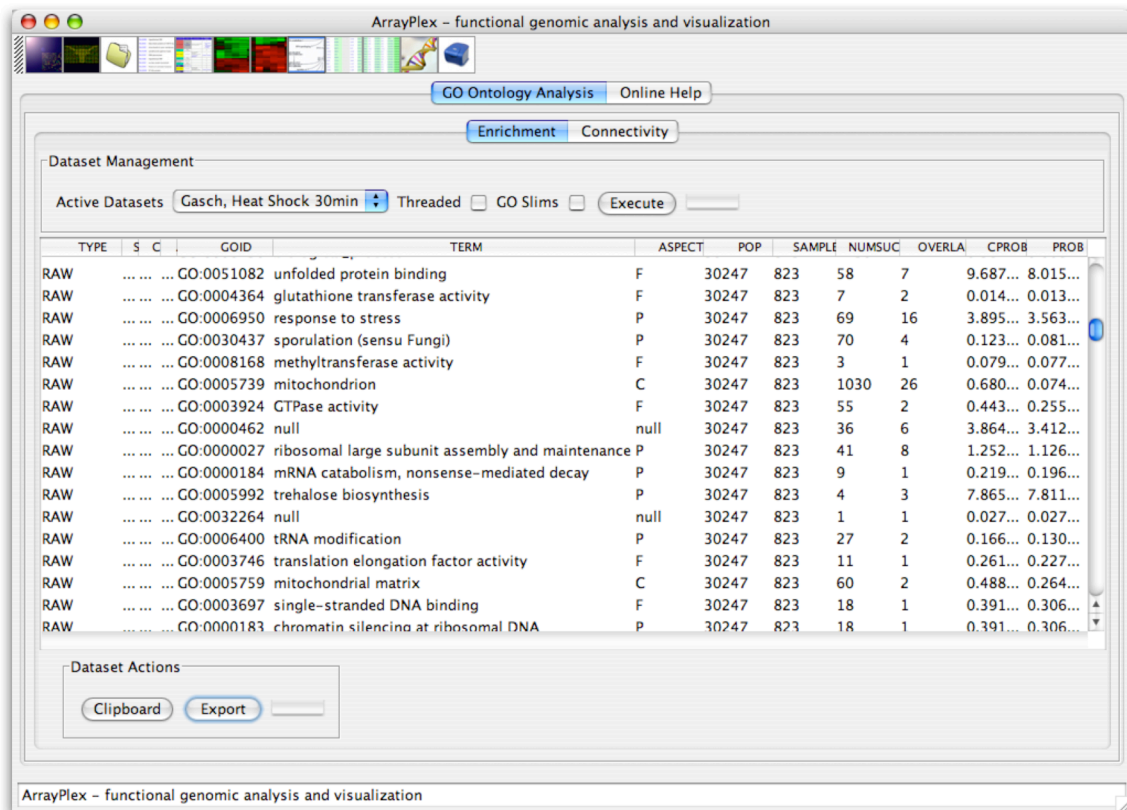 ArrayPlex – functional genomic analysis and visualization
GO Ontology Analysis Online Help
Enrichment Connectivity
Dataset Management
Active Datasets Gasch, Heat Shock 30min Threaded GO Slims Execute
TYPE S C . GOID TERM ASPECT POP SAMPLE NUMSUC OVERLA CPROB PROB
RAW ... ... ... GO:0051082 unfolded protein binding F 30247 823 58 7 9.687... 8.015...
RAW ... ... ... GO:0004364 glutathione transferase activity F 30247 823 7 2 0.014... 0.013...
RAW ... ... ... GO:0006950 response to stress P 30247 823 69 16 3.895... 3.563...
RAW ... ... ... GO:0030437 sporulation (sensu Fungi) P 30247 823 70 4 0.123... 0.081...
RAW ... ... ... GO:0008168 methyltransferase activity F 30247 823 3 1 0.079... 0.077...
RAW ... ... ... GO:0005739 mitochondrion C 30247 823 1030 26 0.680... 0.074...
RAW ... ... ... GO:0003924 GTPase activity F 30247 823 55 2 0.443... 0.255...
RAW ... ... ... GO:0000462 null null 30247 823 36 6 3.864... 3.412...
RAW ... ... ... GO:0000027 ribosomal large subunit assembly and maintenance P 30247 823 41 8 1.252... 1.126...
RAW ... ... ... GO:0000184 mRNA catabolism, nonsense-mediated decay P 30247 823 9 1 0.219... 0.196...
RAW ... ... ... GO:0005992 trehalose biosynthesis P 30247 823 4 3 7.865... 7.811...
RAW ... ... ... GO:0032264 null null 30247 823 1 1 0.027... 0.027...
RAW ... ... ... GO:0006400 tRNA modification P 30247 823 27 2 0.166... 0.130...
RAW ... ... ... GO:0003746 translation elongation factor activity F 30247 823 11 1 0.261... 0.227...
RAW ... ... ... GO:0005759 mitochondrial matrix C 30247 823 60 2 0.488... 0.264...
RAW ... ... ... GO:0003697 single-stranded DNA binding F 30247 823 18 1 0.391... 0.306...
RAW ... ... ... GO:0000183 chromatin silencing at ribosomal DNA P 30247 823 18 1 0.391... 0.306...
Dataset Actions
Clipboard Export
ArrayPlex – functional genomic analysis and visualization